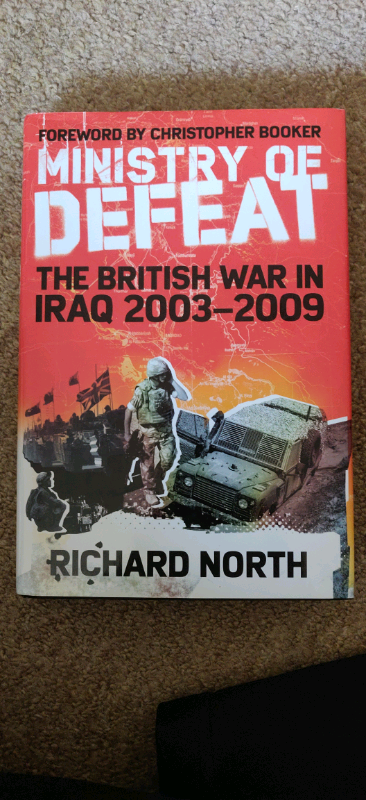 FOREWORD BY CHRISTOPHER BOOKER
MINISTRY OF
DEFEAT
THE BRITISH WAR IN
IRAQ 2003–2009
RICHARD NORTH